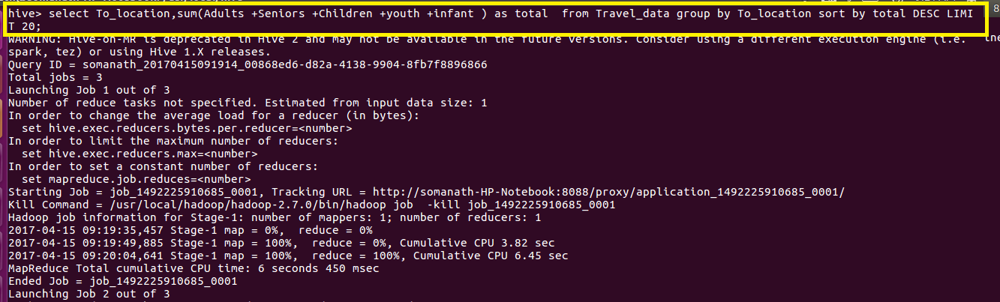 hive> select To_location,sum(Adults +Seniors +Children +youth +infant ) as total  from Travel_data group by To_location sort by total DESC LIMI
T 20;
WARNING: Hive-on-MR is deprecated in Hive 2 and may not be available in the future versions. Consider using a different execution engine (i.e.
spark, tez) or using Hive 1.X releases.
Query ID = somanath_20170415091914_00868ed6-d82a-4138-9904-8fb7f8896866
Total jobs = 3
Launching Job 1 out of 3
Number of reduce tasks not specified. Estimated from input data size: 1
In order to change the average load for a reducer (in bytes):
  set hive.exec.reducers.bytes.per.reducer=<number>
In order to limit the maximum number of reducers:
  set hive.exec.reducers.max=<number>
In order to set a constant number of reducers:
  set mapreduce.job.reduces=<number>
Starting Job = job_1492225910685_0001, Tracking URL = http://somanath-HP-Notebook:8088/proxy/application_1492225910685_0001/
Kill Command = /usr/local/hadoop/hadoop-2.7.0/bin/hadoop job  -kill job_1492225910685_0001
Hadoop job information for Stage-1: number of mappers: 1; number of reducers: 1
2017-04-15 09:19:35,457 Stage-1 map = 0%,  reduce = 0%
2017-04-15 09:19:49,885 Stage-1 map = 100%,  reduce = 0%, Cumulative CPU 3.82 sec
2017-04-15 09:20:04,641 Stage-1 map = 100%,  reduce = 100%, Cumulative CPU 6.45 sec
MapReduce Total cumulative CPU time: 6 seconds 450 msec
Ended Job = job_1492225910685_0001
Launching Job 2 out of 3